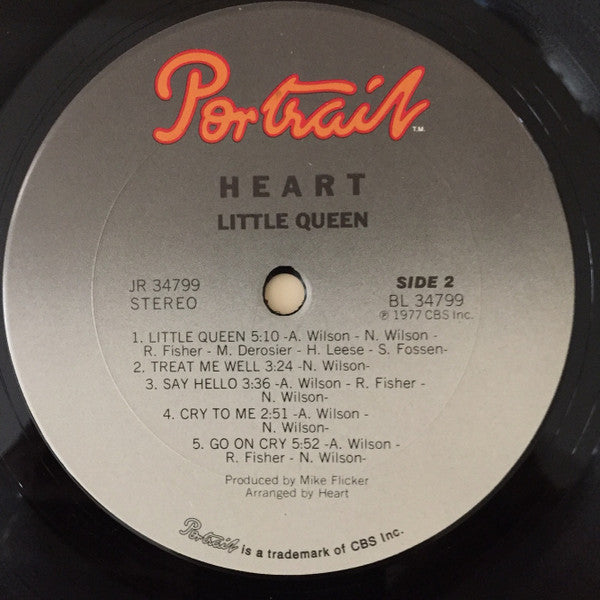 Portrait T.M.
HEART
LITTLE QUEEN
JR 34799
STEREO
SIDE 2
BL 34799
℗ 1977 CBS Inc.
1. LITTLE QUEEN 5:10 -A. Wilson - N. Wilson -
R. Fisher - M. Derosier - H. Leese - S. Fossen-
2. TREAT ME WELL 3:24 -N. Wilson-
3. SAY HELLO 3:36 -A. Wilson - R. Fisher -
N. Wilson-
4. CRY TO ME 2:51 -A. Wilson -
N. Wilson-
5. GO ON CRY 5:52 -A. Wilson -
R. Fisher - N. Wilson-
Produced by Mike Flicker
Arranged by Heart
Portrait is a trademark of CBS Inc.